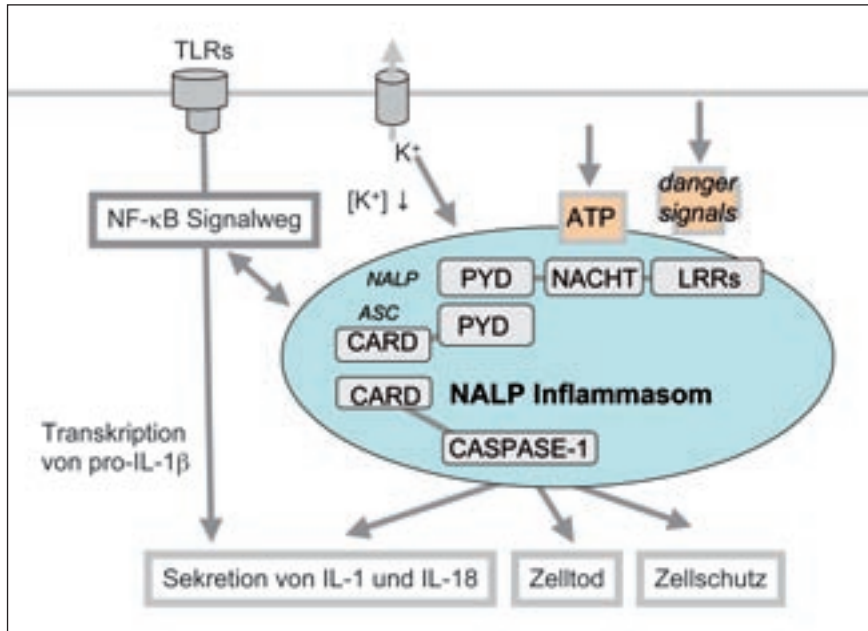 TLRs
K⁺
[K⁺] ↓
NF-κB Signalweg
ATP
danger
signals
NALP
PYD
NACHT
LRRs
ASC
CARD
PYD
CARD
NALP Inflammasom
CASPASE-1
Transkription
von pro-IL-1β
Sekretion von IL-1 und IL-18
Zelltod
Zellschutz